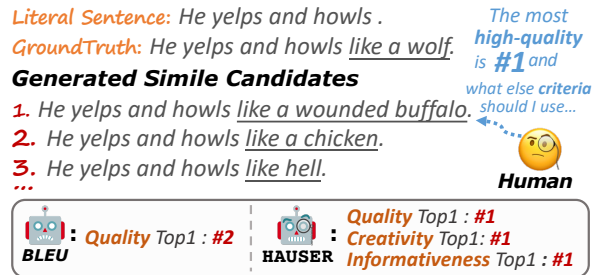 Literal Sentence: He yelps and howls .
GroundTruth: He yelps and howls like a wolf.
Generated Simile Candidates
1. He yelps and howls like a wounded buffalo.
2. He yelps and howls like a chicken.
3. He yelps and howls like hell.
...
The most
high-quality
is #1 and
what else criteria
should I use...
Human
BLEU : Quality Top1 : #2
HAUSER : Quality Top1 : #1
Creativity Top1: #1
Informativeness Top1 : #1